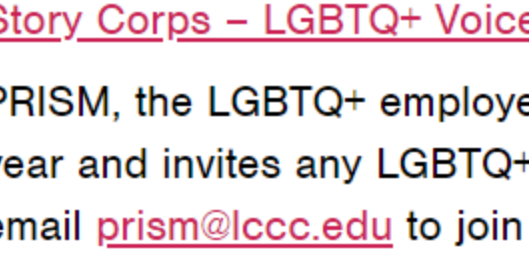 Story Corps – LGBTQ+ Voice
PRISM, the LGBTQ+ employe
year and invites any LGBTQ+
email prism@lccc.edu to join